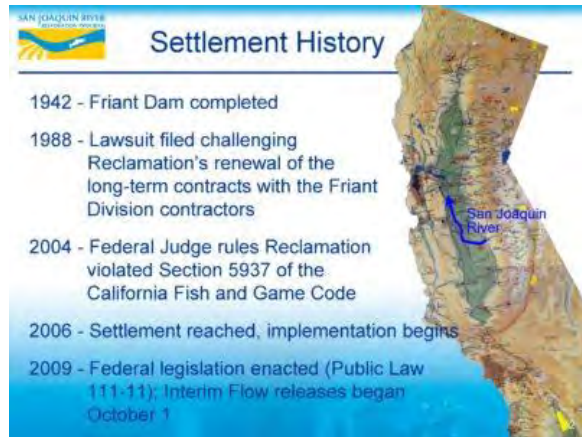 SAN JOAQUIN RIVER
RESTORATION PROGRAM
Settlement History
1942 - Friant Dam completed
1988 - Lawsuit filed challenging
Reclamation's renewal of the
long-term contracts with the Friant
Division contractors
San Joaquin
River
2004 - Federal Judge rules Reclamation
violated Section 5937 of the
California Fish and Game Code
2006 - Settlement reached, implementation begins
2009 - Federal legislation enacted (Public Law
111-11); Interim Flow releases began
October 1